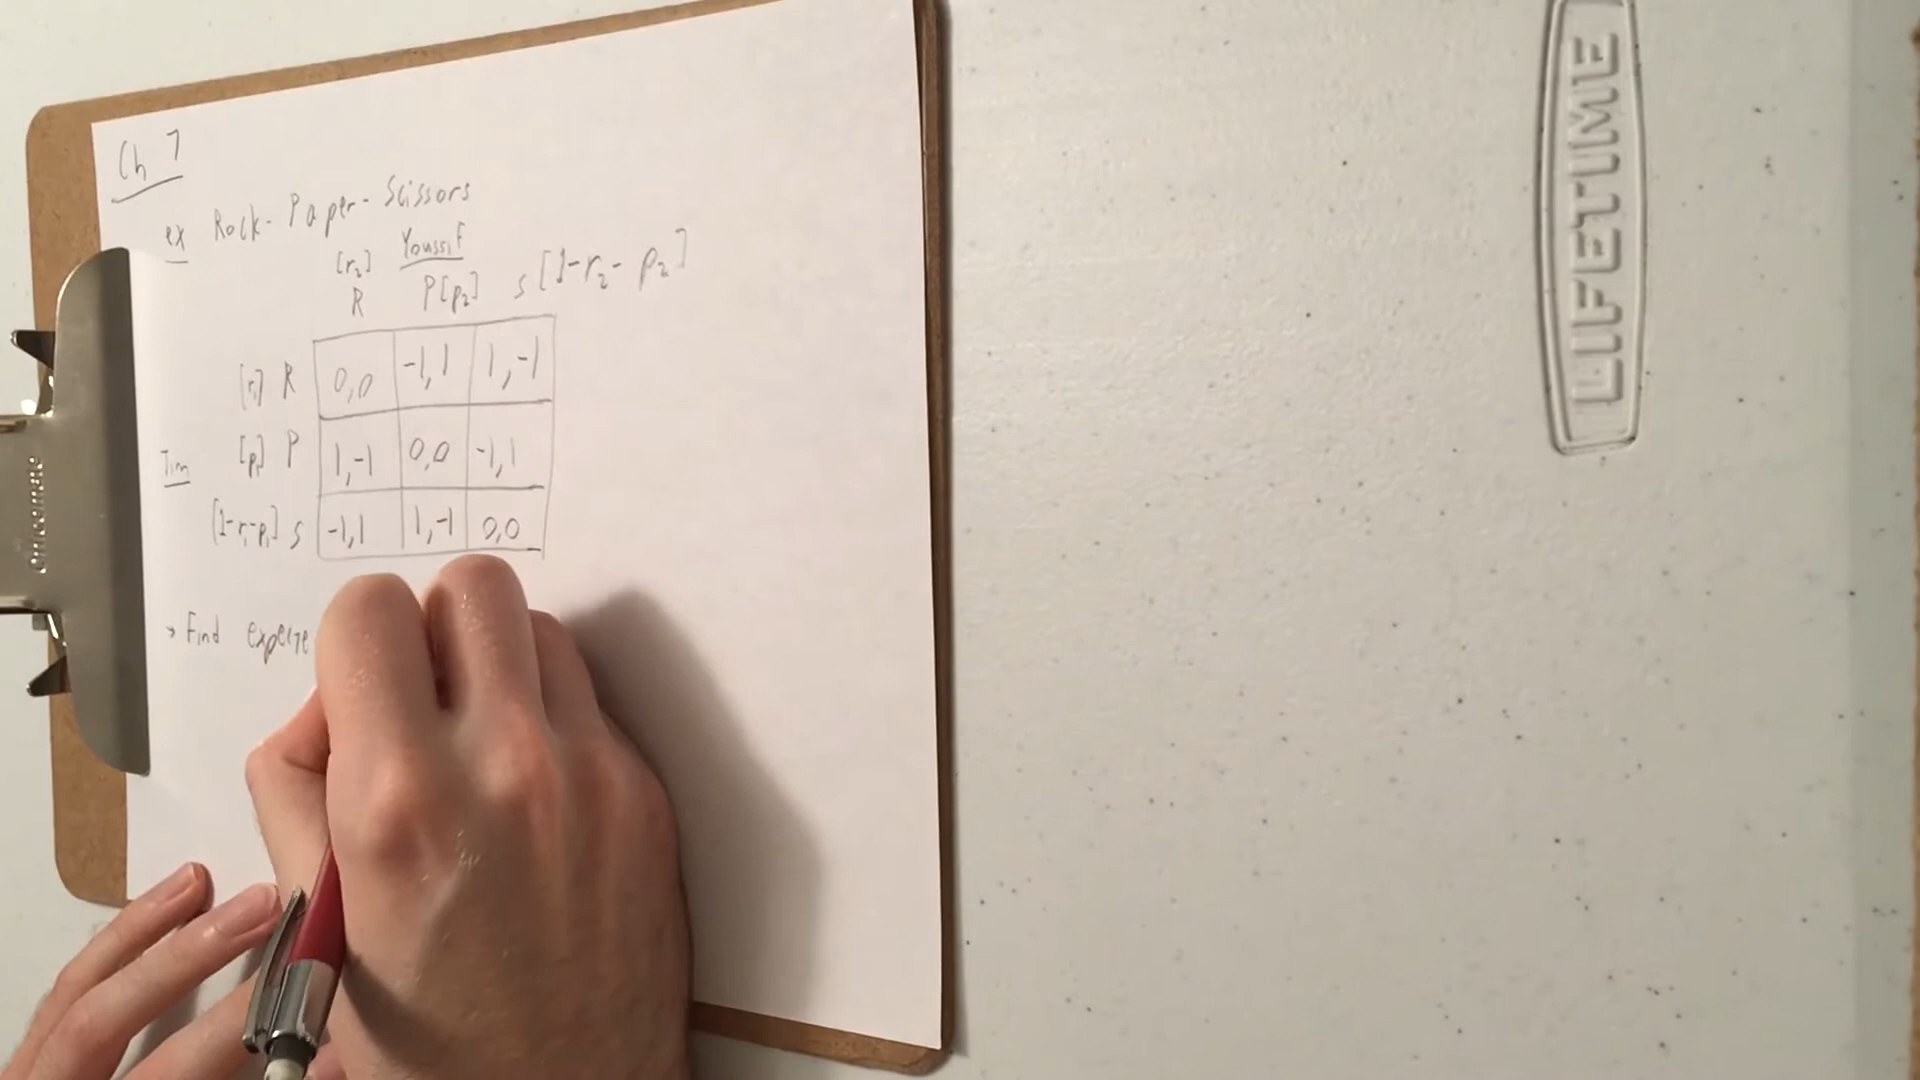 Ch 7
ex Rock-Paper-Scissors
Youssif
[r₂] R P[p₂] s [1-r₂-p₂]
[r₁] R 0,0 -1,1 1,-1
Tim [p₁] P 1,-1 0,0 -1,1
[1-r₁-p₁] s -1,1 1,-1 0,0
→ Find expecte
LIFETIME
Officemate